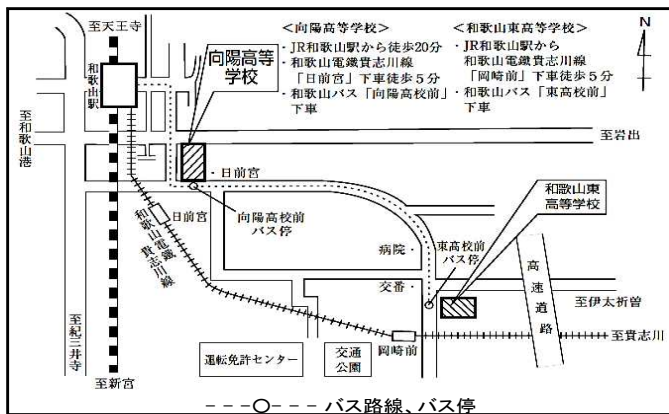 至天王寺
＜向陽高等学校＞
・JR和歌山駅から徒歩20分
・和歌山電鐵貴志川線
「日前宮」下車徒歩５分
・和歌山バス「向陽高校前」
下車
＜和歌山東高等学校＞
・JR和歌山駅から
和歌山電鐵貴志川線
「岡崎前」下車徒歩５分
・和歌山バス「東高校前」
下車
N
向陽高等
学校
和歌山駅
至和歌山港
至岩出
・日前宮
和歌山東
高等学校
日前宮
向陽高校前
バス停
和歌山電鐵
貴志川線
病院
東高校前
バス停
高速道路
交番
至伊太祈曽
至紀三井寺
至貴志川
岡崎前
運転免許センター
交通
公園
至新宮
バス路線、バス停